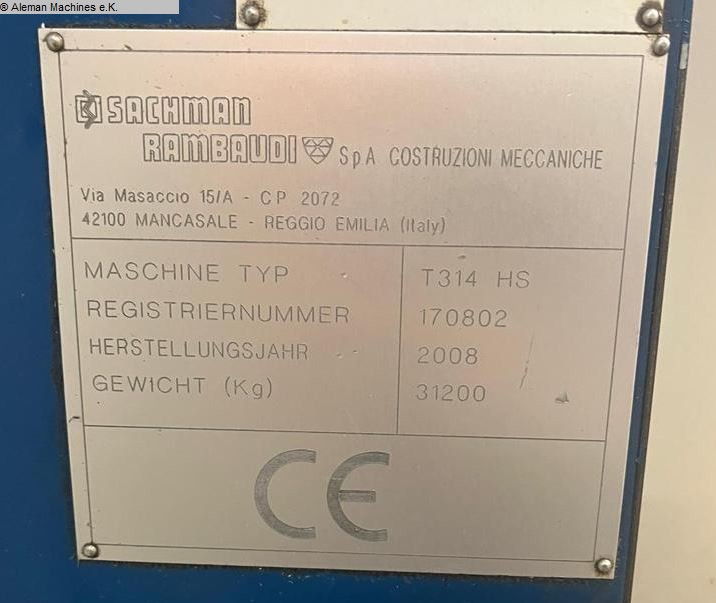 © Aleman Machines e.K.
SACHMAN
RAMBAUDI SpA COSTRUZIONI MECCANICHE
Via Masaccio 15/A - CP 2072
42100 MANCASALE - REGGIO EMILIA (Italy)
MASCHINE TYP T314 HS
REGISTRIERNUMMER 170802
HERSTELLUNGSJAHR 2008
GEWICHT (Kg) 31200
CE